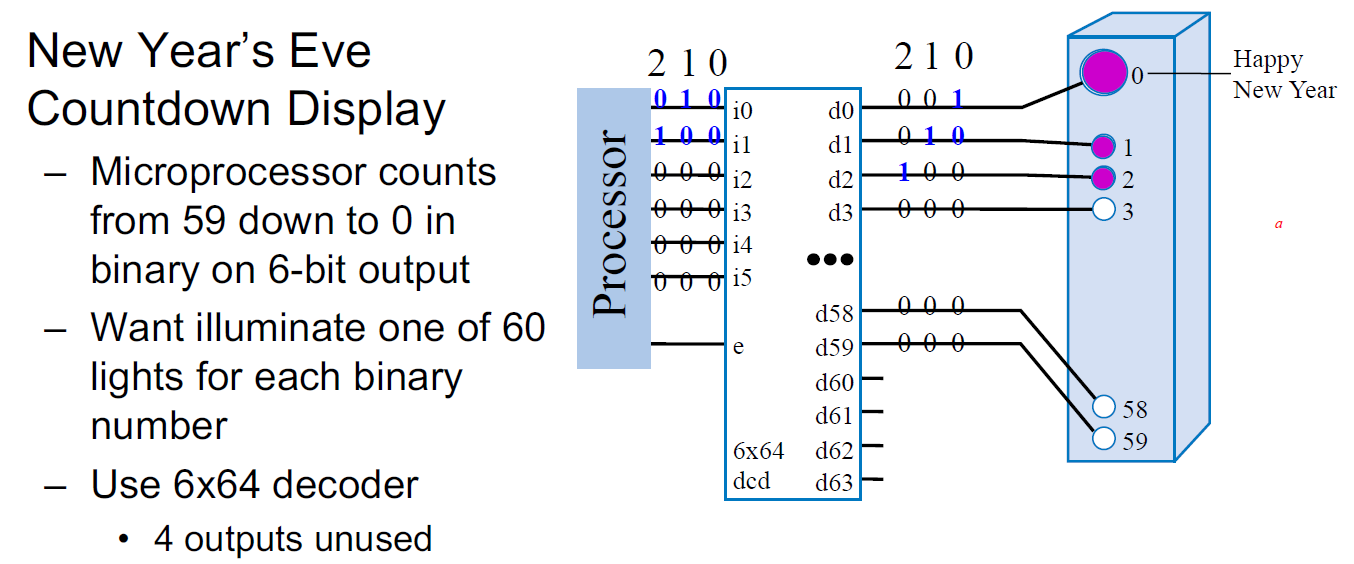 New Year's Eve
Countdown Display
– Microprocessor counts
from 59 down to 0 in
binary on 6-bit output
– Want illuminate one of 60
lights for each binary
number
– Use 6x64 decoder
• 4 outputs unused
2 1 0
2 1 0
Processor
0 1 0 i0
1 0 0 i1
0 0 0 i2
0 0 0 i3
0 0 0 i4
0 0 0 i5
e
6x64
dcd
d0 0 0 1
d1 0 1 0
d2 1 0 0
d3 0 0 0
•••
d58 0 0 0
d59 0 0 0
d60
d61
d62
d63
0
Happy
New Year
1
2
3
58
59
a